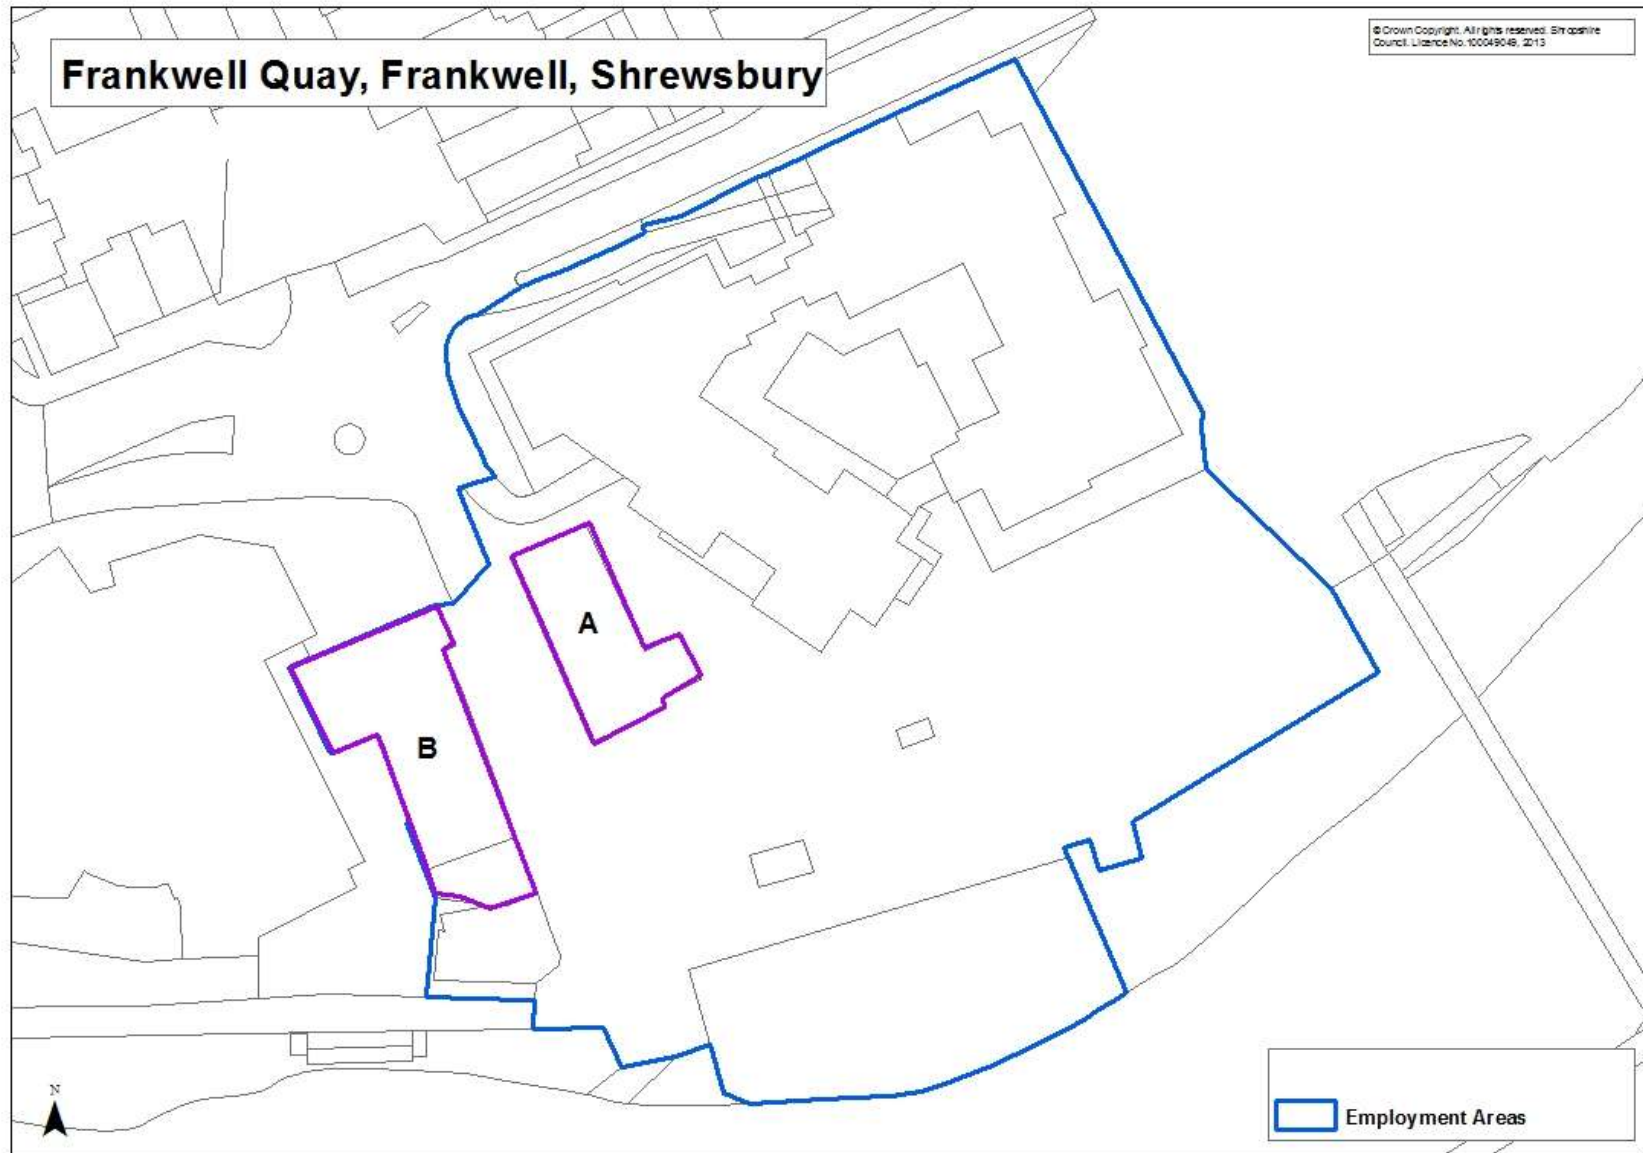 Frankwell Quay, Frankwell, Shrewsbury
© Crown Copyright. All rights reserved. Shropshire
Council. Licence No. 100049049, 2013
A
B
N
Employment Areas